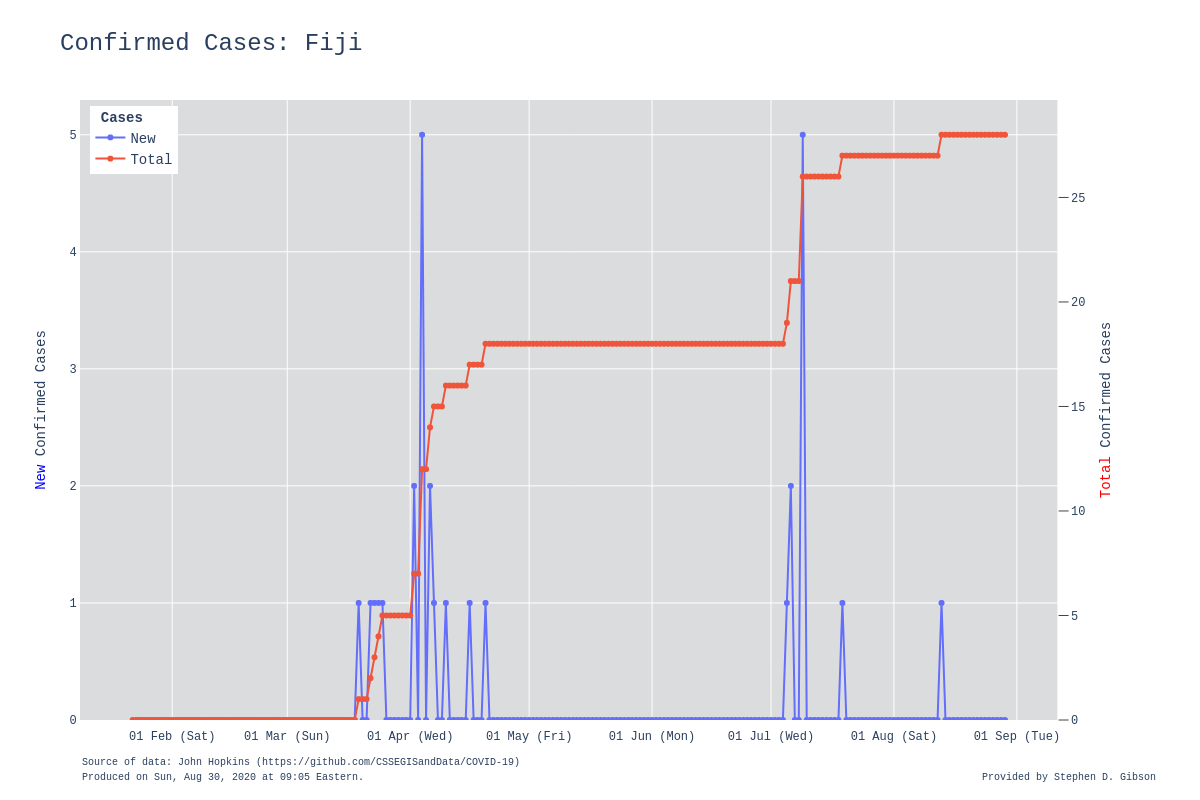 Confirmed Cases: Fiji
Cases
New
Total
5
4
3
2
1
0
25
20
15
10
5
0
New Confirmed Cases
Total Confirmed Cases
01 Feb (Sat) 01 Mar (Sun) 01 Apr (Wed) 01 May (Fri) 01 Jun (Mon) 01 Jul (Wed) 01 Aug (Sat) 01 Sep (Tue)
Source of data: John Hopkins (https://github.com/CSSEGISandData/COVID-19)
Produced on Sun, Aug 30, 2020 at 09:05 Eastern.
Provided by Stephen D. Gibson